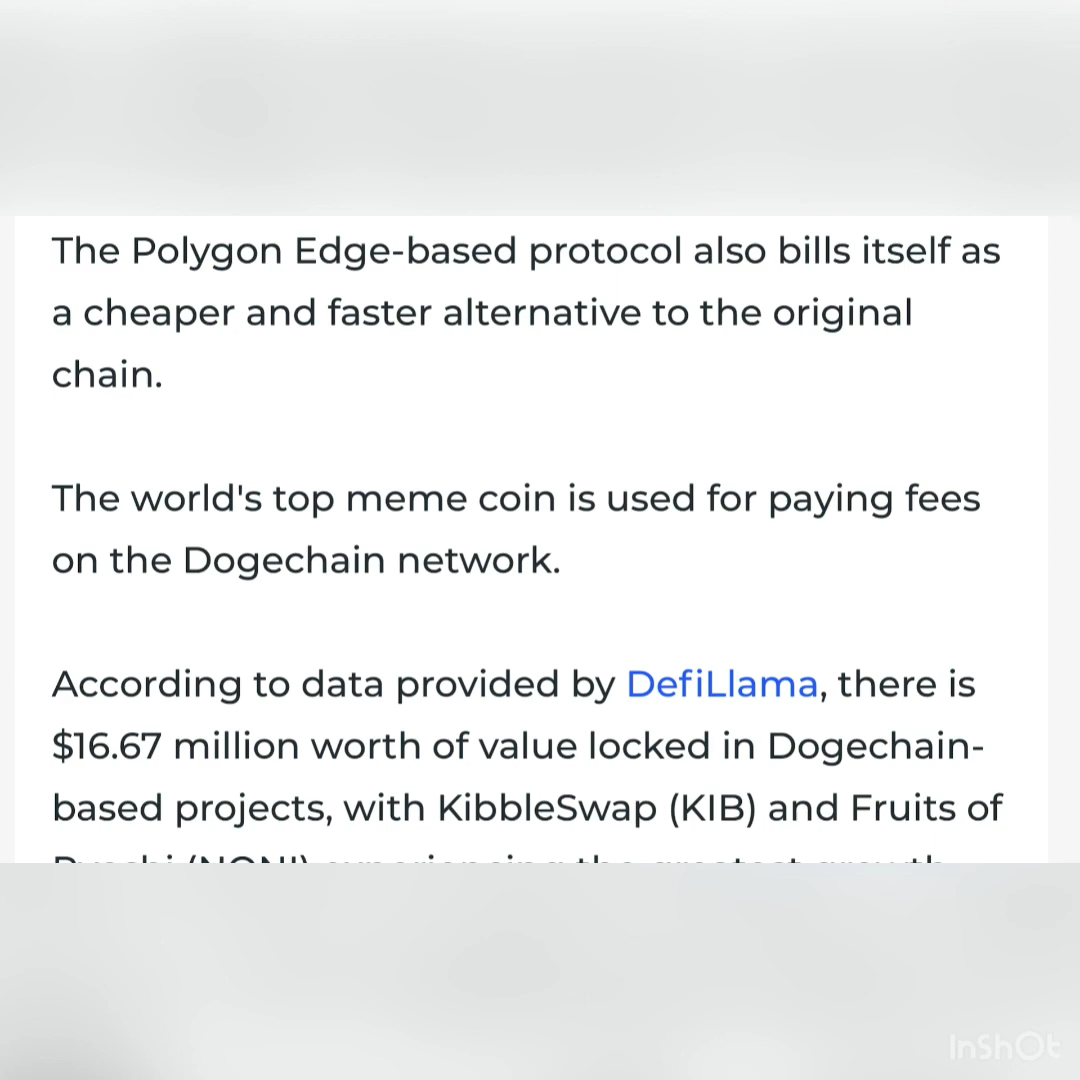 The Polygon Edge-based protocol also bills itself as
a cheaper and faster alternative to the original
chain.
The world's top meme coin is used for paying fees
on the Dogechain network.
According to data provided by DefiLlama, there is
$16.67 million worth of value locked in Dogechain-
based projects, with KibbleSwap (KIB) and Fruits of
InShOt